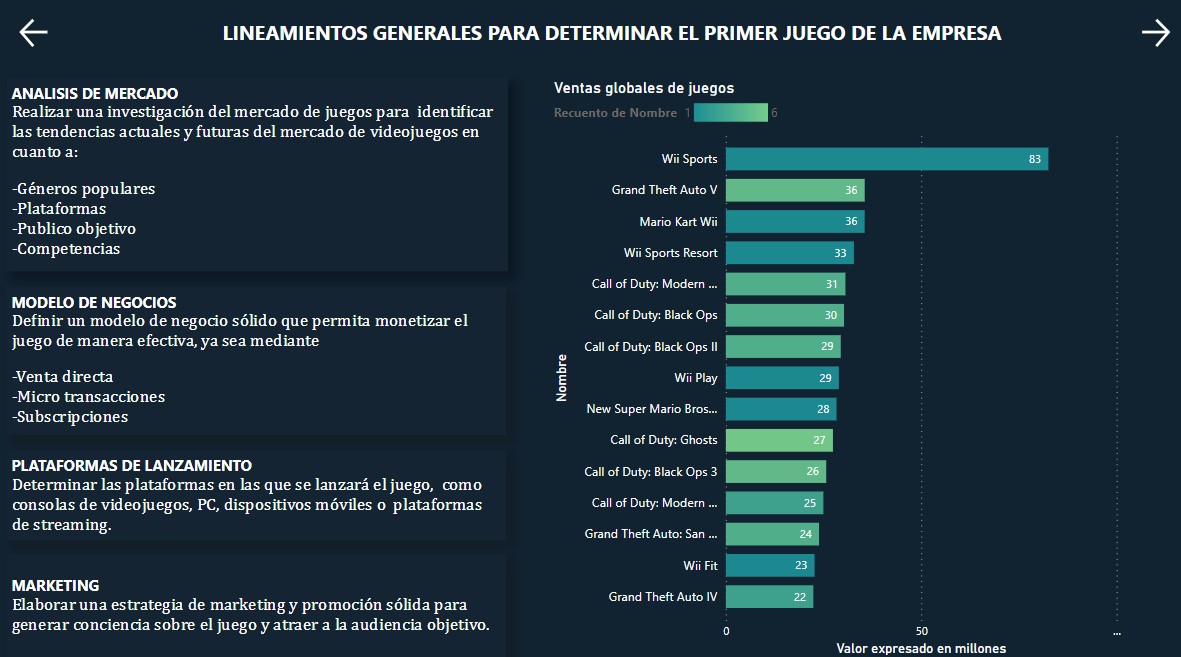 LINEAMIENTOS GENERALES PARA DETERMINAR EL PRIMER JUEGO DE LA EMPRESA
ANALISIS DE MERCADO
Realizar una investigación del mercado de juegos para identificar
las tendencias actuales y futuras del mercado de videojuegos en
cuanto a:
-Géneros populares
-Plataformas
-Publico objetivo
-Competencias
MODELO DE NEGOCIOS
Definir un modelo de negocio sólido que permita monetizar el
juego de manera efectiva, ya sea mediante
-Venta directa
-Micro transacciones
-Subscripciones
PLATAFORMAS DE LANZAMIENTO
Determinar las plataformas en las que se lanzará el juego, como
consolas de videojuegos, PC, dispositivos móviles o plataformas
de streaming.
MARKETING
Elaborar una estrategia de marketing y promoción sólida para
generar conciencia sobre el juego y atraer a la audiencia objetivo.
Ventas globales de juegos
Recuento de Nombre 1 6
Nombre
Wii Sports 83
Grand Theft Auto V 36
Mario Kart Wii 36
Wii Sports Resort 33
Call of Duty: Modern ... 31
Call of Duty: Black Ops 30
Call of Duty: Black Ops II 29
Wii Play 29
New Super Mario Bros... 28
Call of Duty: Ghosts 27
Call of Duty: Black Ops 3 26
Call of Duty: Modern ... 25
Grand Theft Auto: San ... 24
Wii Fit 23
Grand Theft Auto IV 22
0 50 ...
Valor expresado en millones